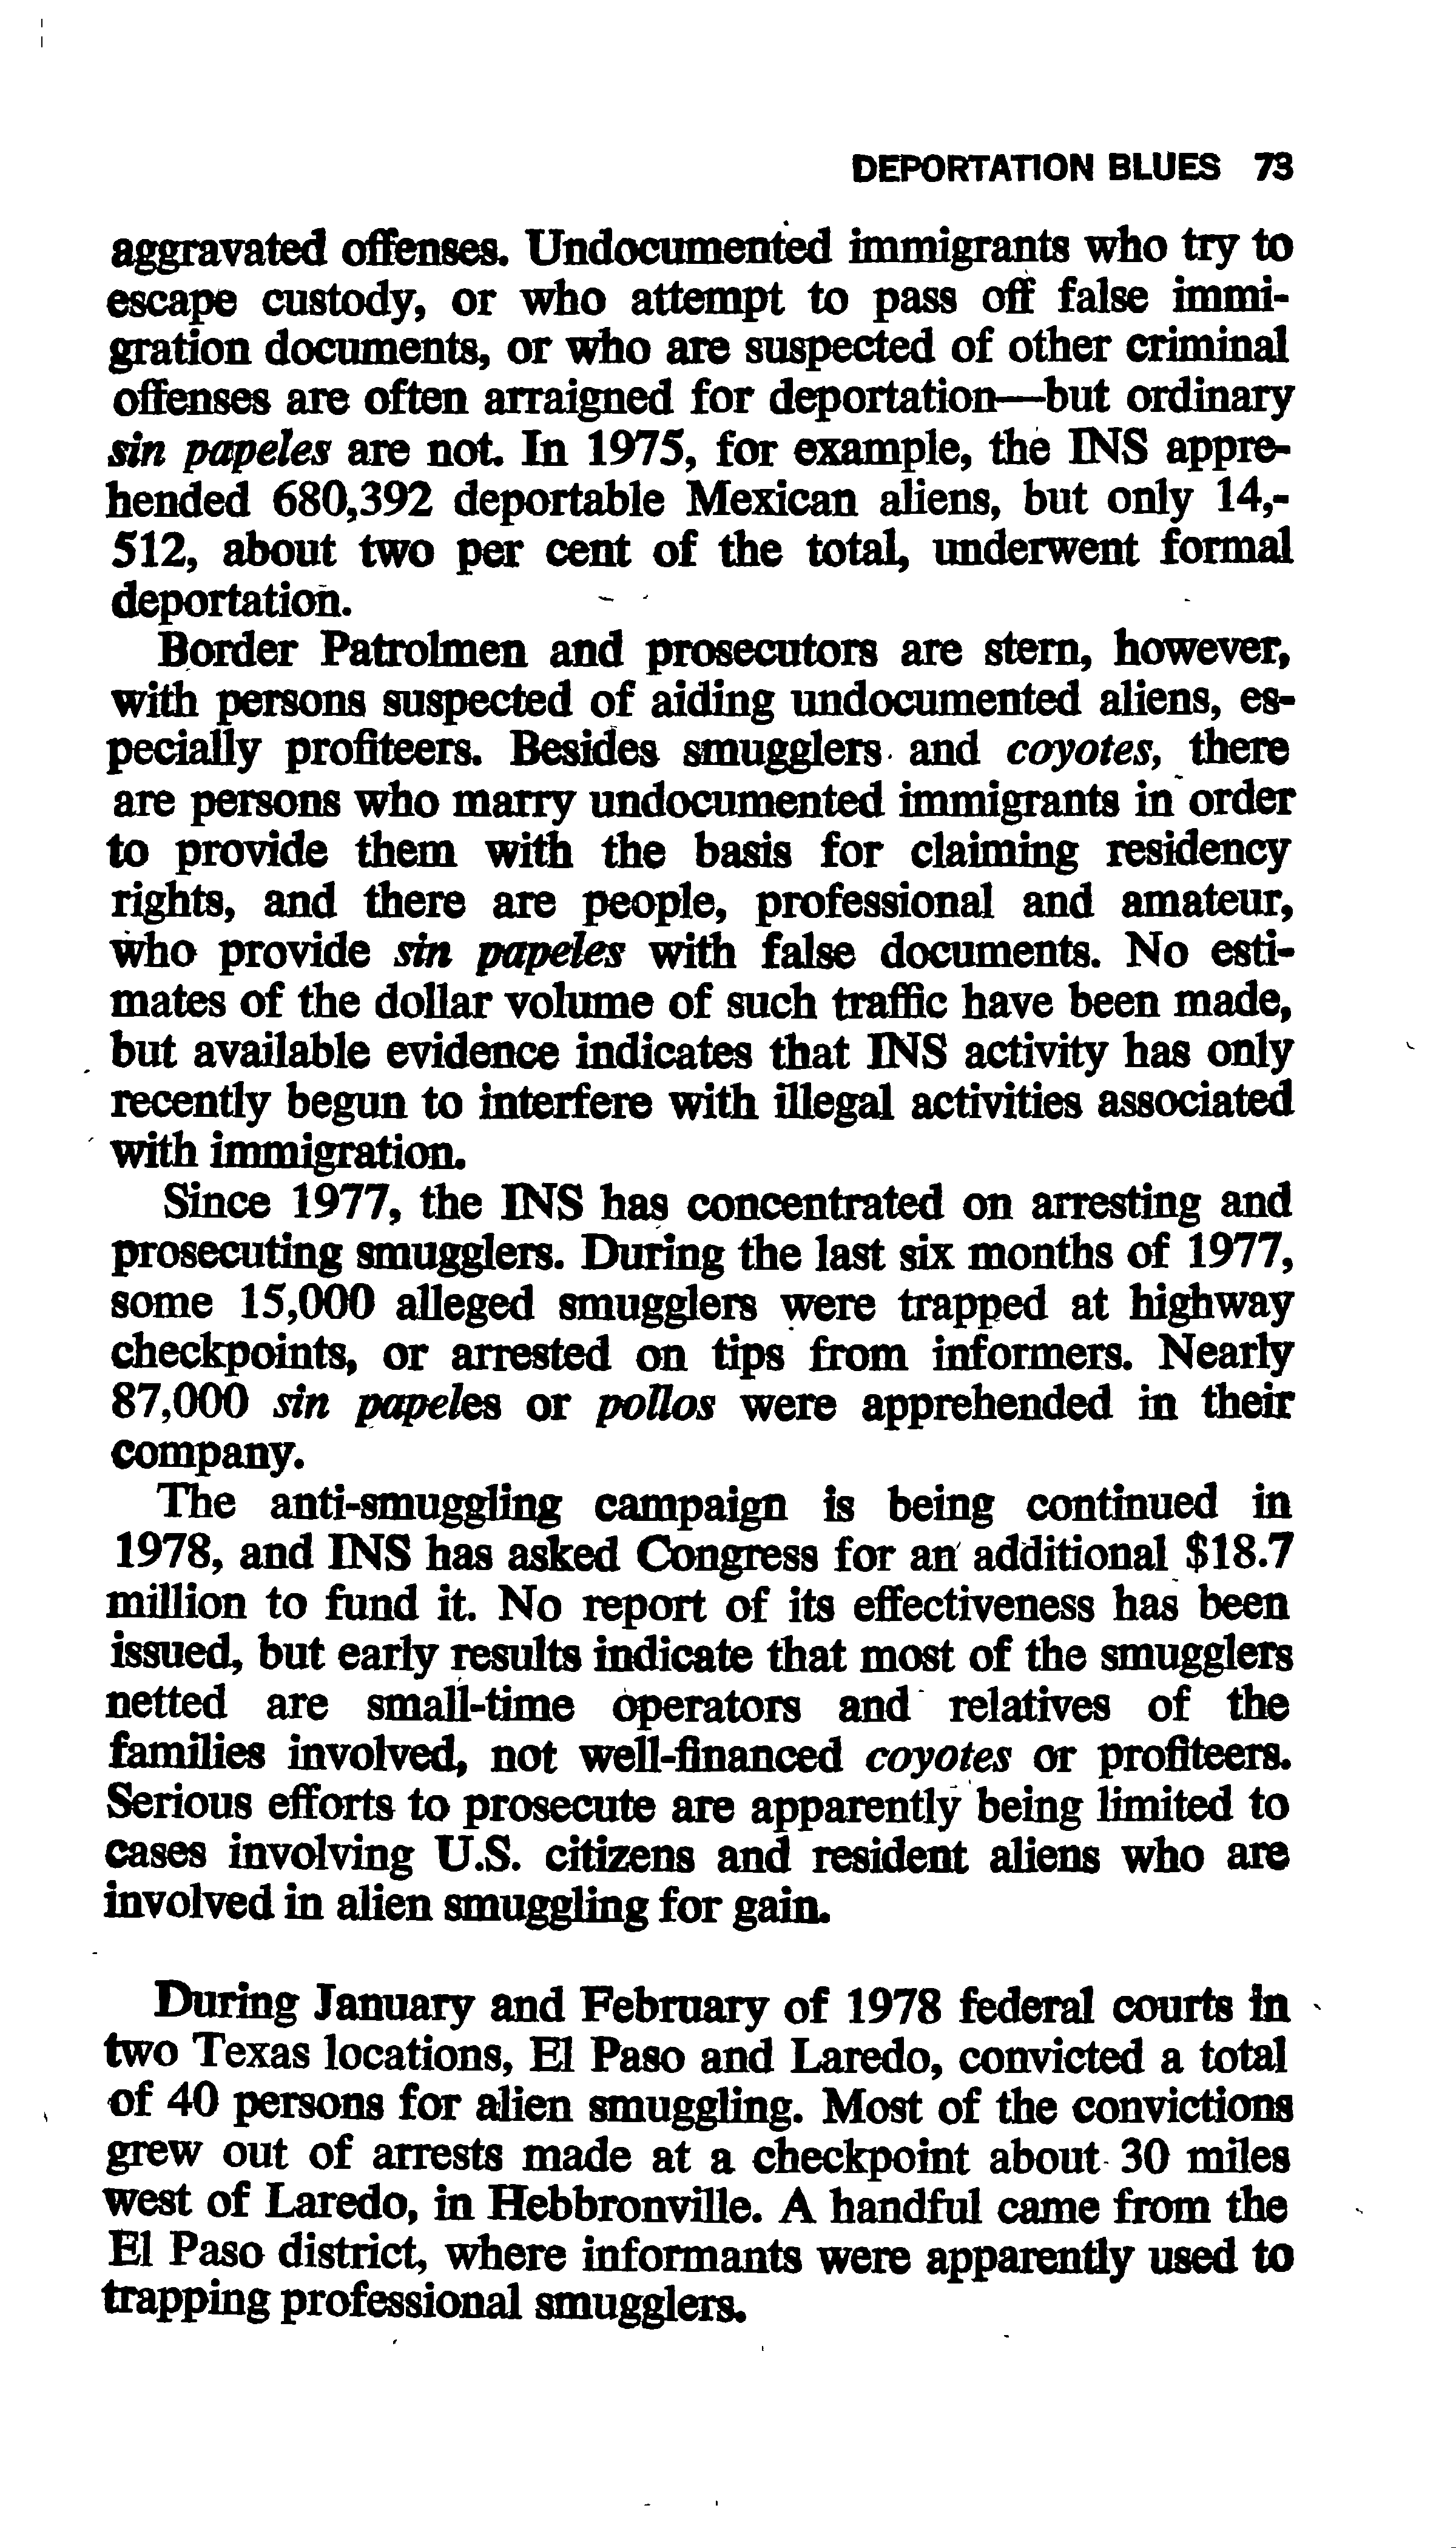 DEPORTATION BLUES 73
aggravated offenses. Undocumented immigrants who try to
escape custody, or who attempt to pass off false immi-
gration documents, or who are suspected of other criminal
offenses are often arraigned for deportation—but ordinary
sin papeles are not. In 1975, for example, the INS appre-
hended 680,392 deportable Mexican aliens, but only 14,-
512, about two per cent of the total, underwent formal
deportation.
Border Patrolmen and prosecutors are stern, however,
with persons suspected of aiding undocumented aliens, es-
pecially profiteers. Besides smugglers and coyotes, there
are persons who marry undocumented immigrants in order
to provide them with the basis for claiming residency
rights, and there are people, professional and amateur,
who provide sin papeles with false documents. No esti-
mates of the dollar volume of such traffic have been made,
but available evidence indicates that INS activity has only
recently begun to interfere with illegal activities associated
with immigration.
Since 1977, the INS has concentrated on arresting and
prosecuting smugglers. During the last six months of 1977,
some 15,000 alleged smugglers were trapped at highway
checkpoints, or arrested on tips from informers. Nearly
87,000 sin papeles or pollos were apprehended in their
company.
The anti-smuggling campaign is being continued in
1978, and INS has asked Congress for an additional $18.7
million to fund it. No report of its effectiveness has been
issued, but early results indicate that most of the smugglers
netted are small-time operators and relatives of the
families involved, not well-financed coyotes or profiteers.
Serious efforts to prosecute are apparently being limited to
cases involving U.S. citizens and resident aliens who are
involved in alien smuggling for gain.
During January and February of 1978 federal courts in
two Texas locations, El Paso and Laredo, convicted a total
of 40 persons for alien smuggling. Most of the convictions
grew out of arrests made at a checkpoint about 30 miles
west of Laredo, in Hebbronville. A handful came from the
El Paso district, where informants were apparently used to
trapping professional smugglers.